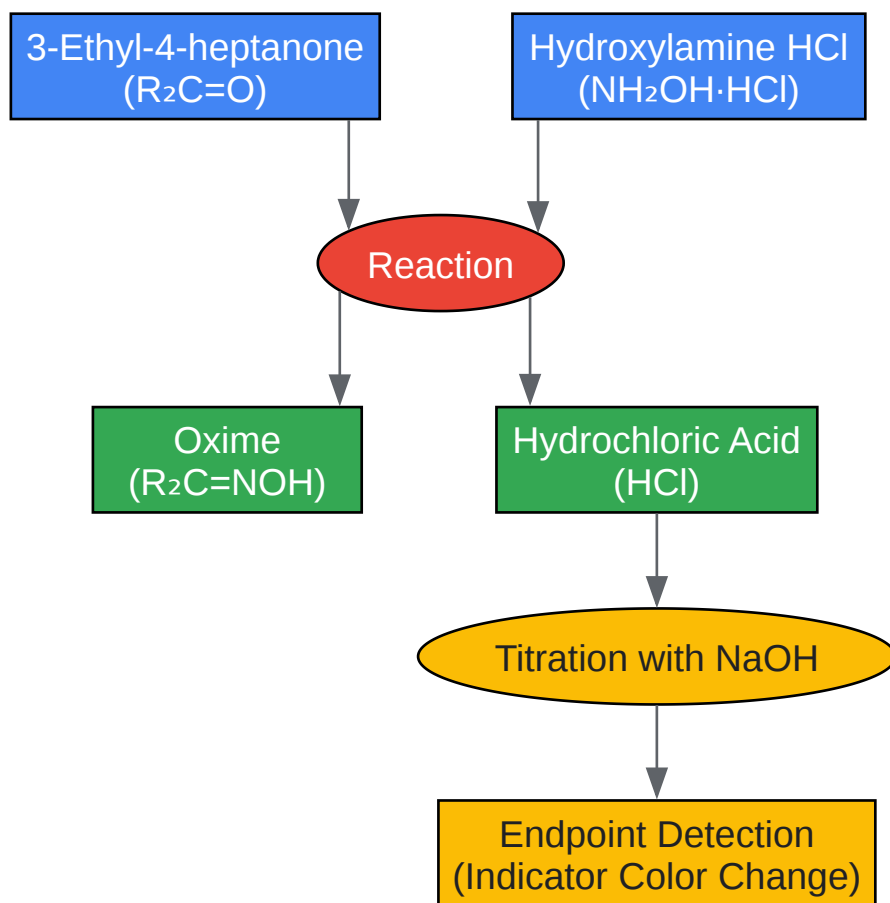 3-Ethyl-4-heptanone
(R₂C=O)
Hydroxylamine HCl
(NH₂OH·HCl)
Reaction
Oxime
(R₂C=NOH)
Hydrochloric Acid
(HCl)
Titration with NaOH
Endpoint Detection
(Indicator Color Change)